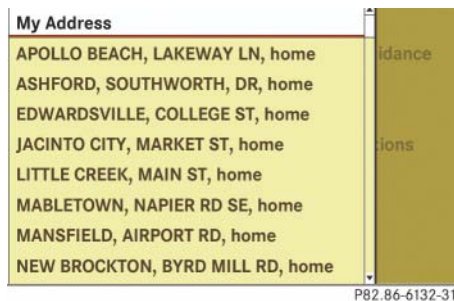 My Address
APOLLO BEACH, LAKEWAY LN, home
idance
ASHFORD, SOUTHWORTH, DR, home
EDWARDSVILLE, COLLEGE ST, home
JACINTO CITY, MARKET ST, home
ions
LITTLE CREEK, MAIN ST, home
MABLETOWN, NAPIER RD SE, home
MANSFIELD, AIRPORT RD, home
NEW BROCKTON, BYRD MILL RD, home
P82.86-6132-31